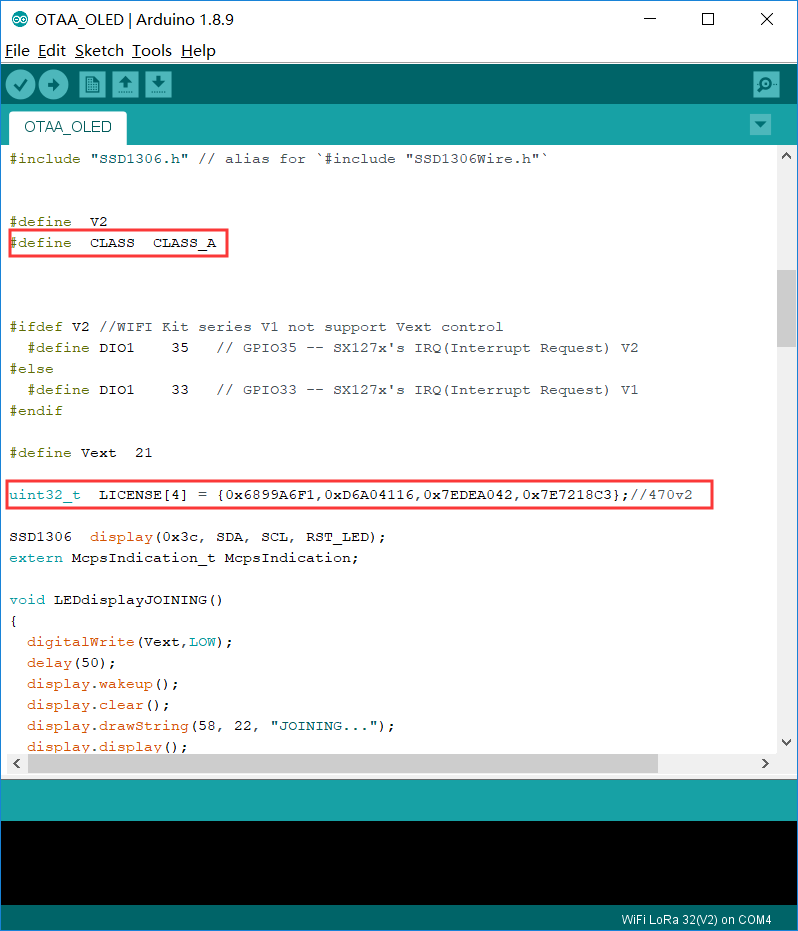 OTAA_OLED | Arduino 1.8.9
File Edit Sketch Tools Help
OTAA_OLED
#include "SSD1306.h" // alias for `#include "SSD1306Wire.h"`
#define  V2
#define  CLASS  CLASS_A
#ifdef V2 //WIFI Kit series V1 not support Vext control
  #define DIO1    35   // GPIO35 -- SX127x's IRQ(Interrupt Request) V2
#else
  #define DIO1    33   // GPIO33 -- SX127x's IRQ(Interrupt Request) V1
#endif
#define Vext  21
uint32_t  LICENSE[4] = {0x6899A6F1,0xD6A04116,0x7EDEA042,0x7E7218C3};//470v2
SSD1306  display(0x3c, SDA, SCL, RST_LED);
extern McpsIndication_t McpsIndication;
void LEDdisplayJOINING()
{
  digitalWrite(Vext,LOW);
  delay(50);
  display.wakeup();
  display.clear();
  display.drawString(58, 22, "JOINING...");
  display.display();
WiFi LoRa 32(V2) on COM4